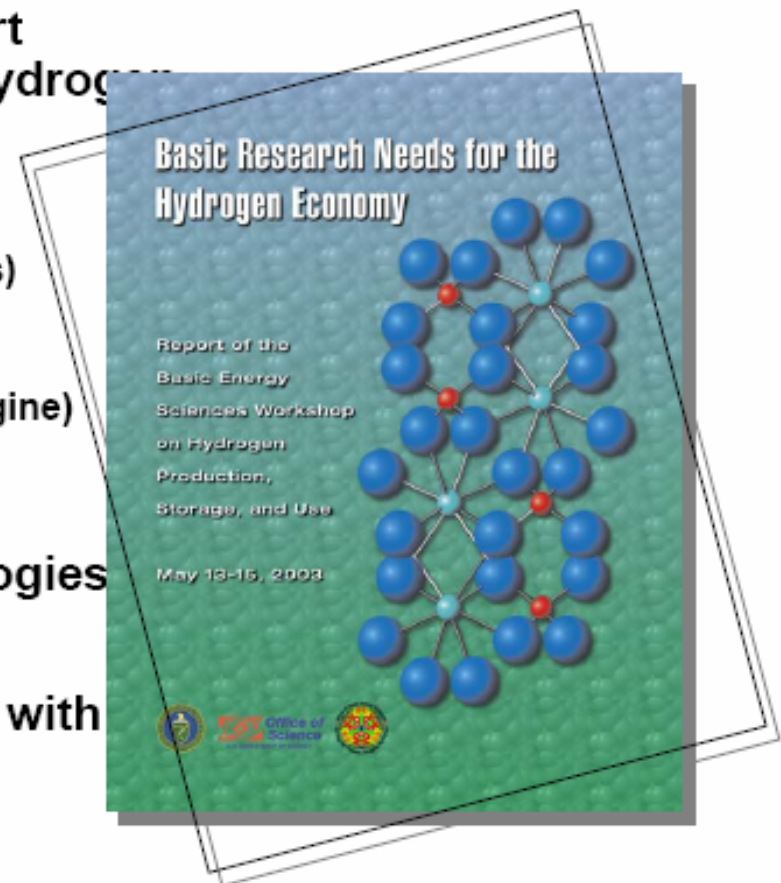 rt
ydrogen
Basic Research Needs for the
Hydrogen Economy
s)
Report of the
Basic Energy
gine)
Sciences Workshop
on Hydrogen
Production,
Storage, and Use
ogies
May 13-15, 2003
with
Office of
Science